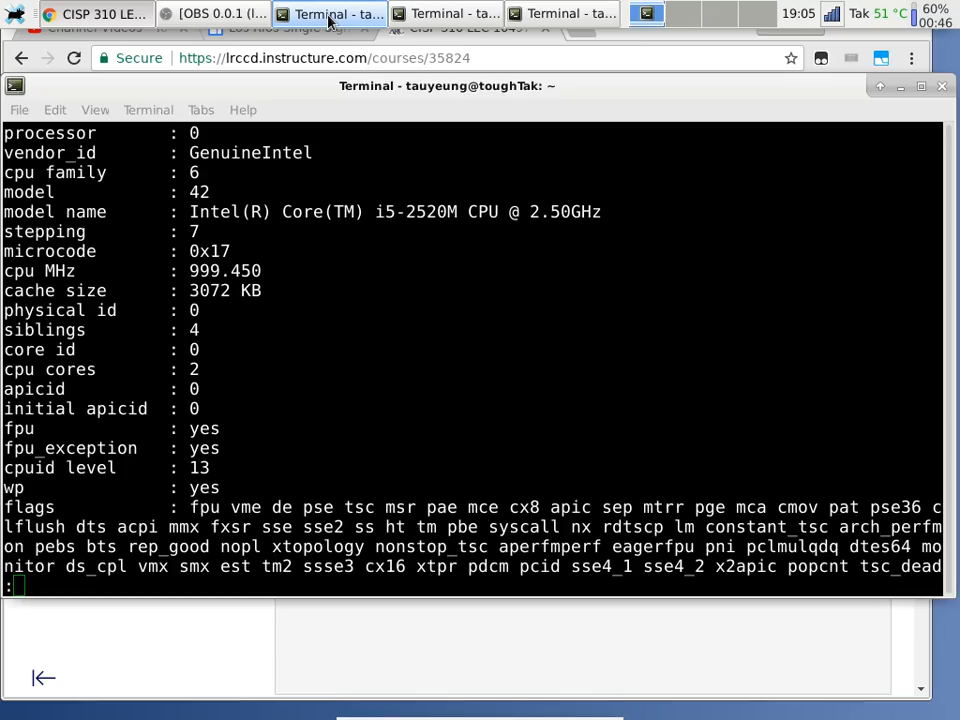 CISP 310 LE...
[OBS 0.0.1 (l...
Terminal - ta...
Terminal - ta...
Terminal - ta...
19:05
Tak 51 °C
60%
00:46
Channel Videos
Secure
https://lrccd.instructure.com/courses/35824
Terminal - tauyeung@toughTak: ~
File Edit View Terminal Tabs Help
processor : 0
vendor_id : GenuineIntel
cpu family : 6
model : 42
model name : Intel(R) Core(TM) i5-2520M CPU @ 2.50GHz
stepping : 7
microcode : 0x17
cpu MHz : 999.450
cache size : 3072 KB
physical id : 0
siblings : 4
core id : 0
cpu cores : 2
apicid : 0
initial apicid : 0
fpu : yes
fpu_exception : yes
cpuid level : 13
wp : yes
flags : fpu vme de pse tsc msr pae mce cx8 apic sep mtrr pge mca cmov pat pse36 c
lflush dts acpi mmx fxsr sse sse2 ss ht tm pbe syscall nx rdtscp lm constant_tsc arch_perfm
on pebs bts rep_good nopl xtopology nonstop_tsc aperfmperf eagerfpu pni pclmulqdq dtes64 mo
nitor ds_cpl vmx smx est tm2 ssse3 cx16 xtpr pdcm pcid sse4_1 sse4_2 x2apic popcnt tsc_dead
: